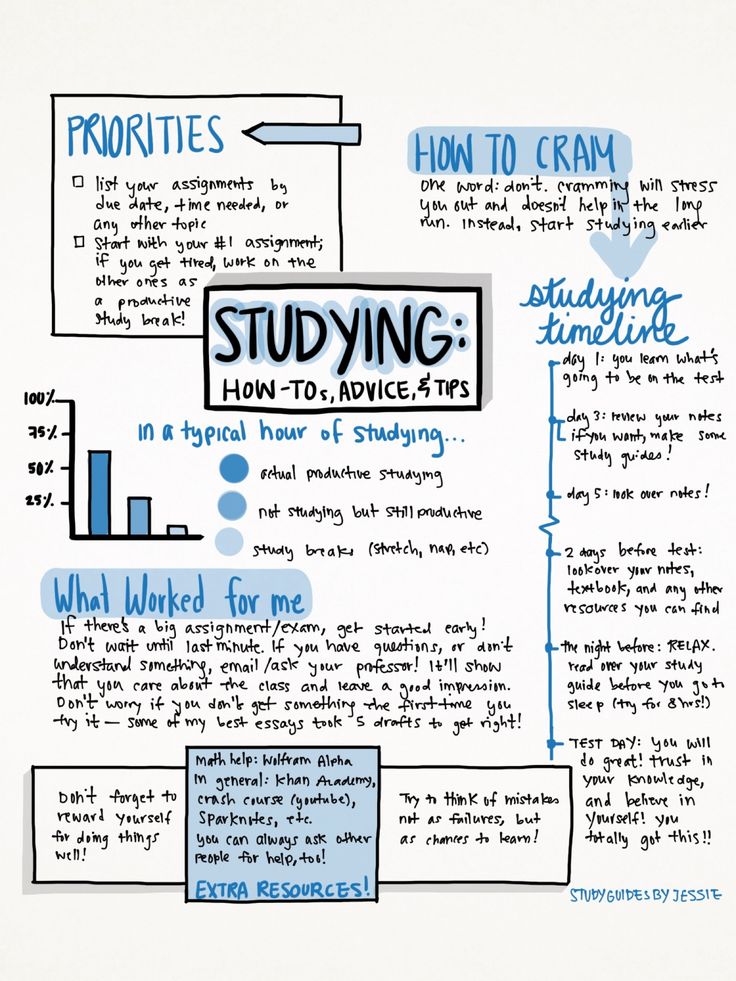 PRIORITIES
list your assignments by
due date, time needed, or
any other topic
Start with your #1 assignment;
if you get tired, work on the
other ones as
a productive
study break!
HOW TO CRAM
one word: don't. cramming will stress
you out and doesn't help in the long
run. instead, start studying earlier
STUDYING:
HOW-TOs, ADVICE, & TIPS
studying
timeline
day 1: you learn what's
going to be on the test
day 3: review your notes
if you want, make some
study guides!
day 5: look over notes!
2 days before test:
look over your notes,
textbook, and any other
resources you can find
the night before: RELAX.
read over your study
guide before you go to
sleep (try for 8 hrs!)
TEST DAY: you will
do great! trust in
your knowledge,
and believe in
yourself! you
totally got this!!
100%
75%
50%
25%
in a typical hour of studying...
actual productive studying
not studying but still productive
study breaks (stretch, nap, etc)
What Worked for me
If there's a big assignment/exam, get started early!
Don't wait until last minute. If you have questions, or don't
understand something, email/ask your professor! It'll show
that you care about the class and leave a good impression.
Don't worry if you don't get something the first time you
try it — some of my best essays took 5 drafts to get right!
Don't forget to
reward yourself
for doing things
well!
Math help: Wolfram Alpha
In general: Khan Academy,
crash course (youtube),
Sparknotes, etc.
you can always ask other
people for help, too!
EXTRA RESOURCES!
Try to think of mistakes
not as failures, but
as chances to learn!
STUDYGUIDESBYJESSIE